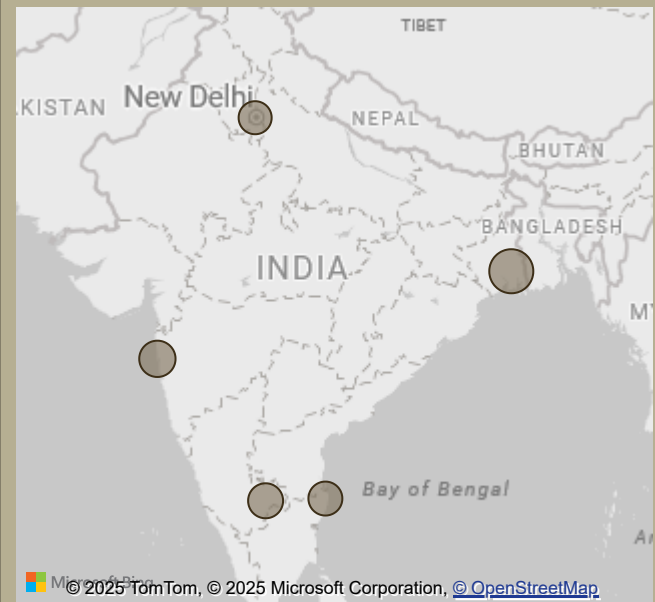 TIBET
New Delhi
KISTAN
NEPAL
BHUTAN
BANGLADESH
INDIA
M
Bay of Bengal
Microsoft Bing
© 2025 TomTom, © 2025 Microsoft Corporation, © OpenStreetMap